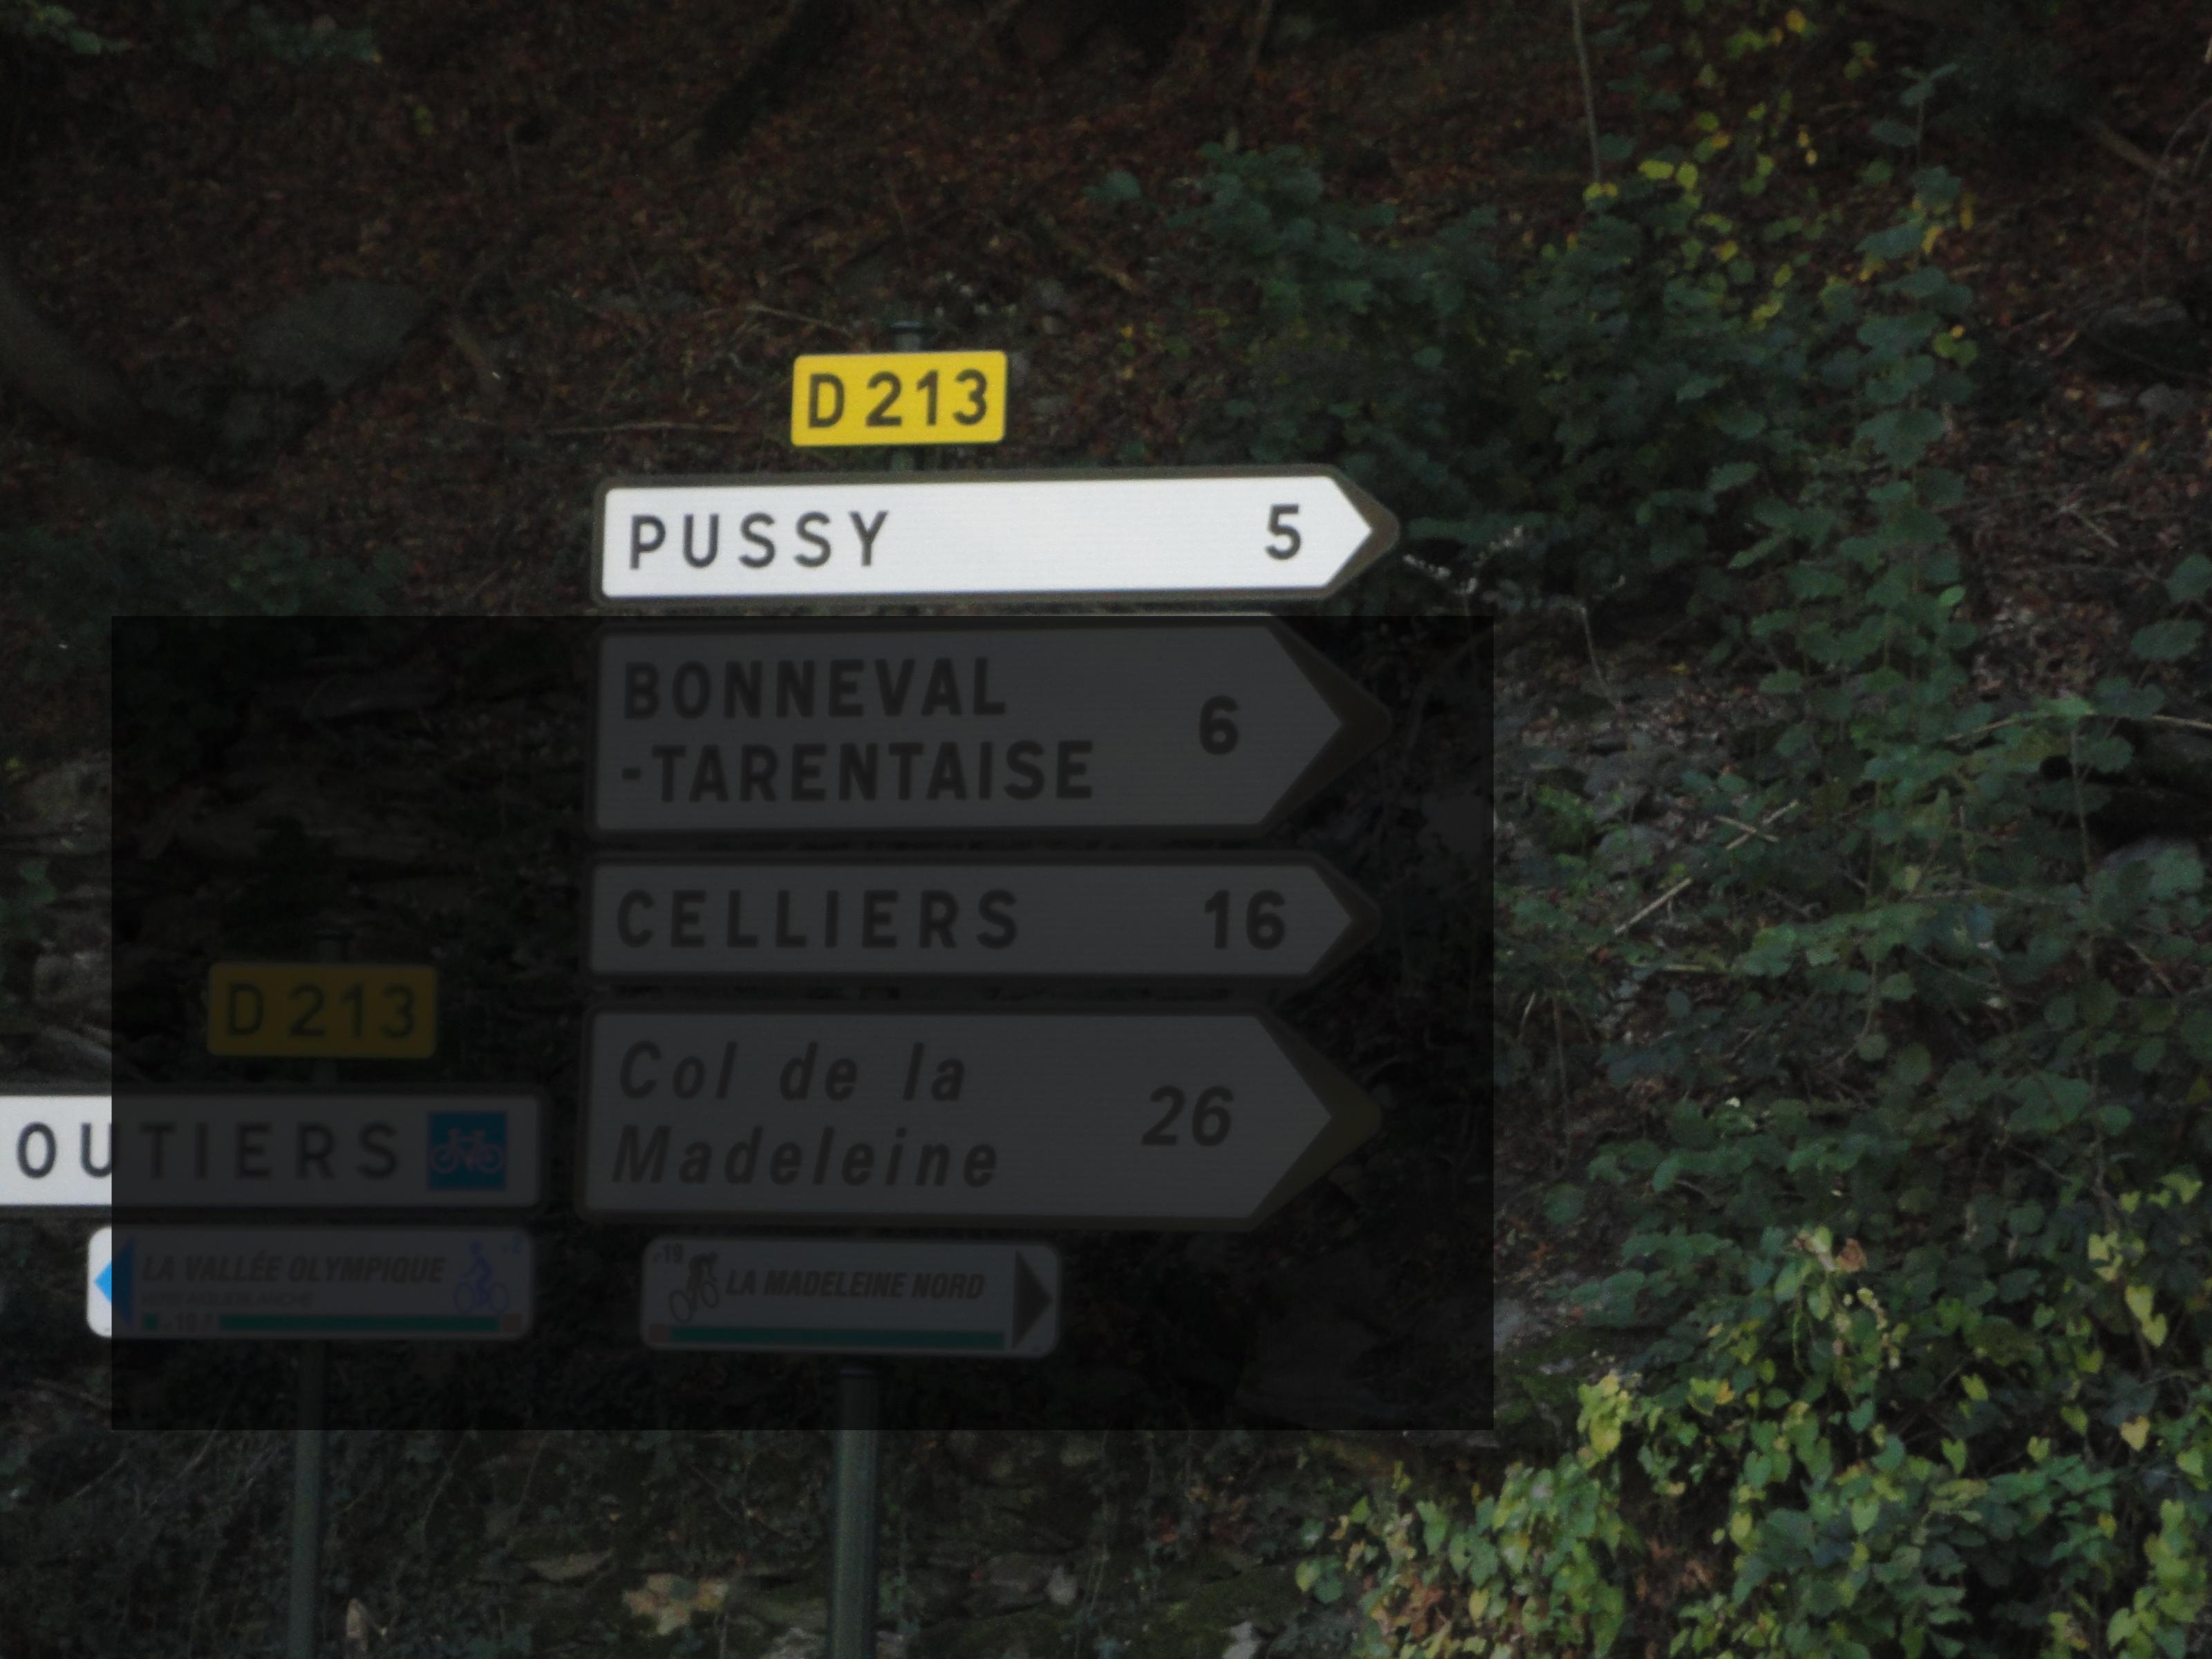 D 213
PUSSY 5
BONNEVAL
-TARENTAISE 6
CELLIERS 16
D 213
Col de la
Madeleine 26
OUTIERS
LA VALLÉE OLYMPIQUE
19
LA MADELEINE NORD